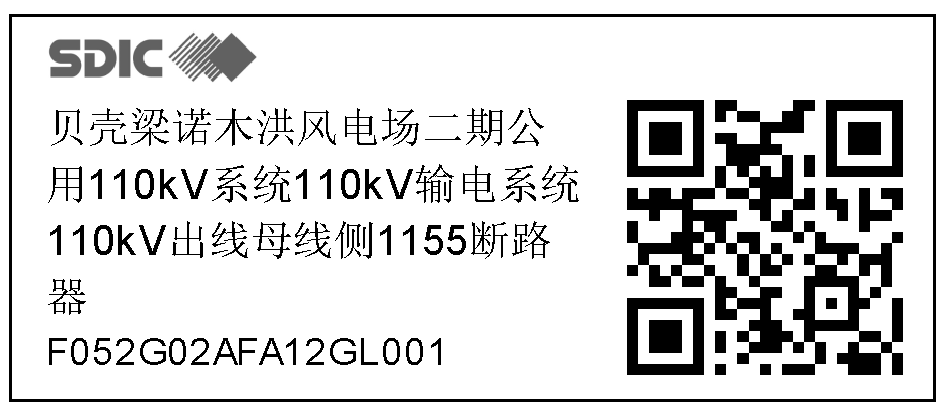 SDIC
贝壳梁诺木洪风电场二期公
用110kV系统110kV输电系统
110kV出线母线侧1155断路
器
F052G02AFA12GL001